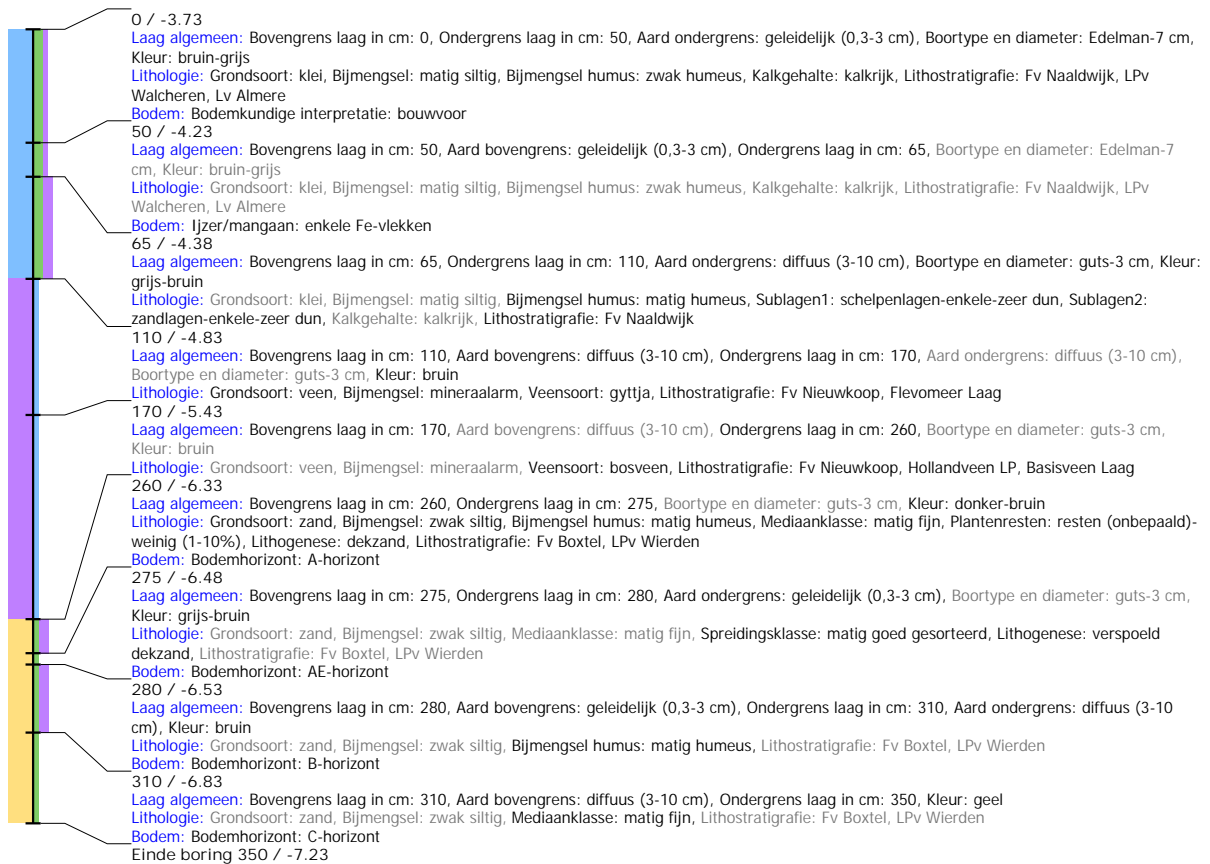 0 / -3.73
Laag algemeen: Bovengrens laag in cm: 0, Ondergrens laag in cm: 50, Aard ondergrens: geleidelijk (0,3-3 cm), Boortype en diameter: Edelman-7 cm,
Kleur: bruin-grijs
Lithologie: Grondsoort: klei, Bijmengsel: matig siltig, Bijmengsel humus: zwak humeus, Kalkgehalte: kalkrijk, Lithostratigrafie: Fv Naaldwijk, LPv
Walcheren, Lv Almere
Bodem: Bodemkundige interpretatie: bouwvoor
50 / -4.23
Laag algemeen: Bovengrens laag in cm: 50, Aard bovengrens: geleidelijk (0,3-3 cm), Ondergrens laag in cm: 65, Boortype en diameter: Edelman-7
cm, Kleur: bruin-grijs
Lithologie: Grondsoort: klei, Bijmengsel: matig siltig, Bijmengsel humus: zwak humeus, Kalkgehalte: kalkrijk, Lithostratigrafie: Fv Naaldwijk, LPv
Walcheren, Lv Almere
Bodem: Ijzer/mangaan: enkele Fe-vlekken
65 / -4.38
Laag algemeen: Bovengrens laag in cm: 65, Ondergrens laag in cm: 110, Aard ondergrens: diffuus (3-10 cm), Boortype en diameter: guts-3 cm, Kleur:
grijs-bruin
Lithologie: Grondsoort: klei, Bijmengsel: matig siltig, Bijmengsel humus: matig humeus, Sublagen1: schelpenlagen-enkele-zeer dun, Sublagen2:
zandlagen-enkele-zeer dun, Kalkgehalte: kalkrijk, Lithostratigrafie: Fv Naaldwijk
110 / -4.83
Laag algemeen: Bovengrens laag in cm: 110, Aard bovengrens: diffuus (3-10 cm), Ondergrens laag in cm: 170, Aard ondergrens: diffuus (3-10 cm),
Boortype en diameter: guts-3 cm, Kleur: bruin
Lithologie: Grondsoort: veen, Bijmengsel: mineraalarm, Veensoort: gyttja, Lithostratigrafie: Fv Nieuwkoop, Flevomeer Laag
170 / -5.43
Laag algemeen: Bovengrens laag in cm: 170, Aard bovengrens: diffuus (3-10 cm), Ondergrens laag in cm: 260, Boortype en diameter: guts-3 cm,
Kleur: bruin
Lithologie: Grondsoort: veen, Bijmengsel: mineraalarm, Veensoort: bosveen, Lithostratigrafie: Fv Nieuwkoop, Hollandveen LP, Basisveen Laag
260 / -6.33
Laag algemeen: Bovengrens laag in cm: 260, Ondergrens laag in cm: 275, Boortype en diameter: guts-3 cm, Kleur: donker-bruin
Lithologie: Grondsoort: zand, Bijmengsel: zwak siltig, Bijmengsel humus: matig humeus, Mediaanklasse: matig fijn, Plantenresten: resten (onbepaald)-
weinig (1-10%), Lithogenese: dekzand, Lithostratigrafie: Fv Boxtel, LPv Wierden
Bodem: Bodemhorizont: A-horizont
275 / -6.48
Laag algemeen: Bovengrens laag in cm: 275, Ondergrens laag in cm: 280, Aard ondergrens: geleidelijk (0,3-3 cm), Boortype en diameter: guts-3 cm,
Kleur: grijs-bruin
Lithologie: Grondsoort: zand, Bijmengsel: zwak siltig, Mediaanklasse: matig fijn, Spreidingsklasse: matig goed gesorteerd, Lithogenese: verspoeld
dekzand, Lithostratigrafie: Fv Boxtel, LPv Wierden
Bodem: Bodemhorizont: AE-horizont
280 / -6.53
Laag algemeen: Bovengrens laag in cm: 280, Aard bovengrens: geleidelijk (0,3-3 cm), Ondergrens laag in cm: 310, Aard ondergrens: diffuus (3-10
cm), Kleur: bruin
Lithologie: Grondsoort: zand, Bijmengsel: zwak siltig, Bijmengsel humus: matig humeus, Lithostratigrafie: Fv Boxtel, LPv Wierden
Bodem: Bodemhorizont: B-horizont
310 / -6.83
Laag algemeen: Bovengrens laag in cm: 310, Aard bovengrens: diffuus (3-10 cm), Ondergrens laag in cm: 350, Kleur: geel
Lithologie: Grondsoort: zand, Bijmengsel: zwak siltig, Mediaanklasse: matig fijn, Lithostratigrafie: Fv Boxtel, LPv Wierden
Bodem: Bodemhorizont: C-horizont
Einde boring 350 / -7.23